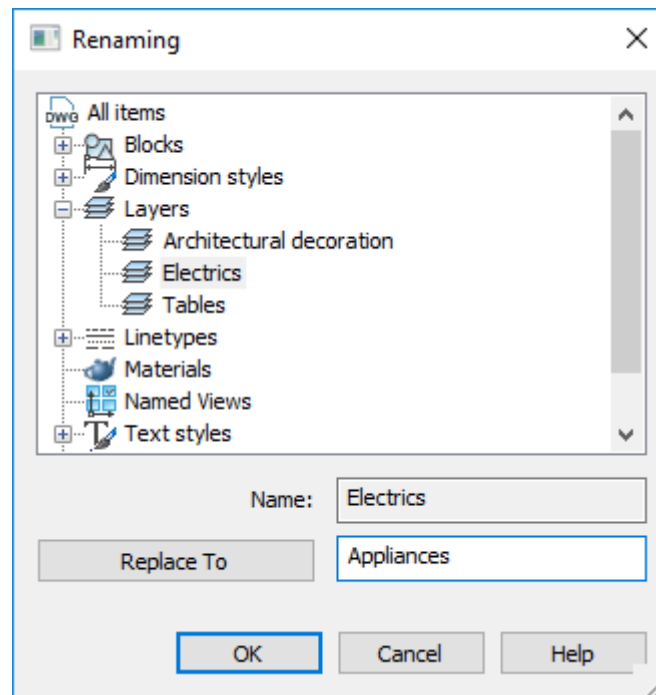 Renaming
DWG All items
Blocks
Dimension styles
Layers
Architectural decoration
Electrics
Tables
Linetypes
Materials
Named Views
Text styles
Name: Electrics
Replace To Appliances
OK Cancel Help